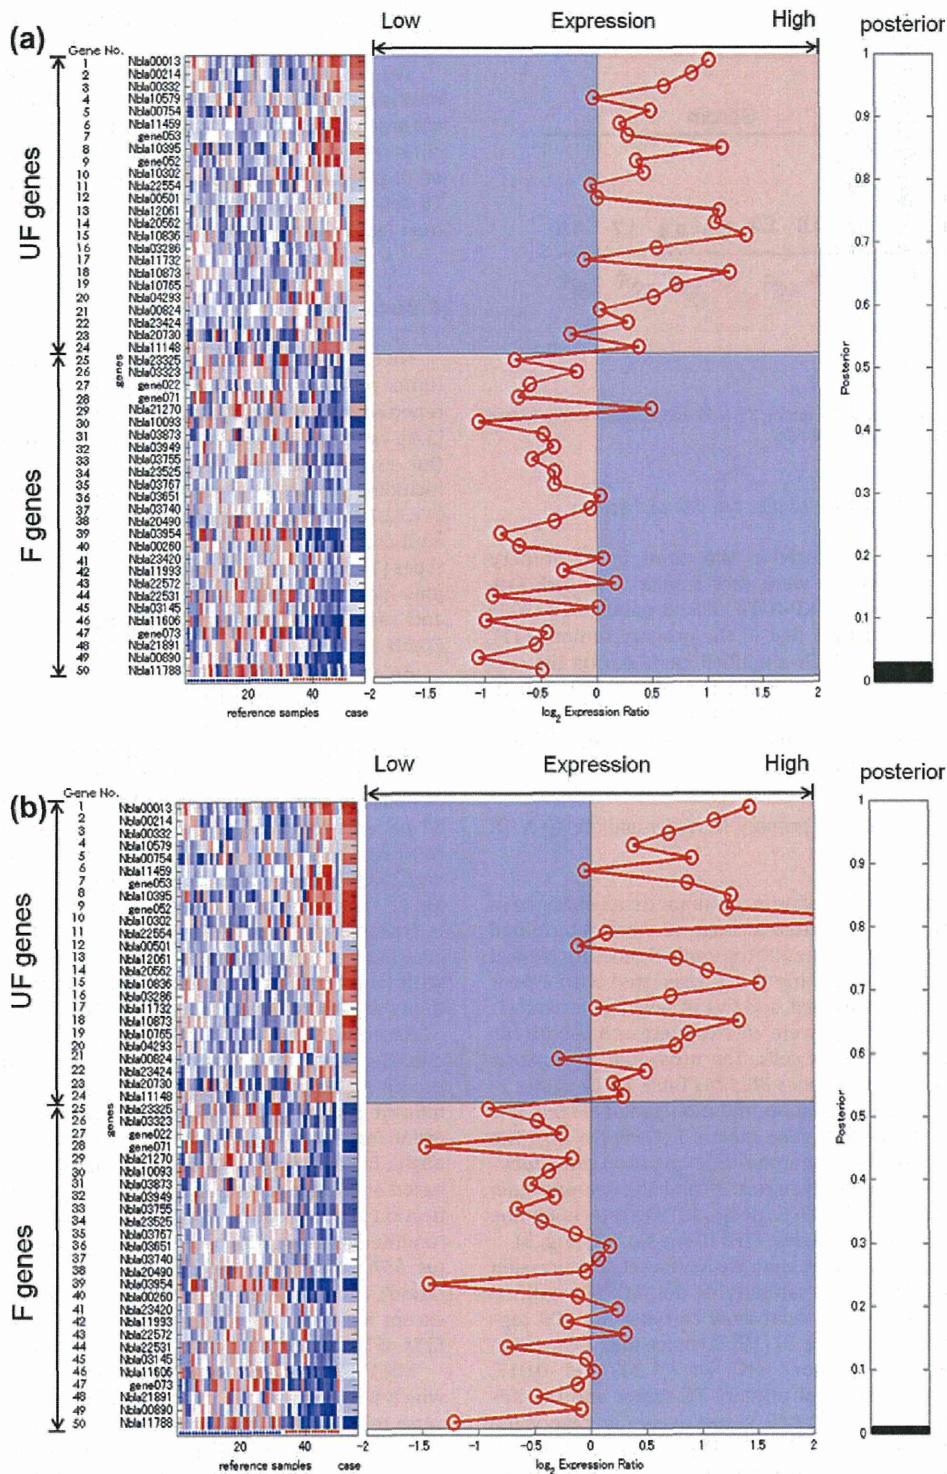 (a)
Low Expression High posterior
Gene No.
1 Nbla00013
2 Nbla00214
3 Nbla00332
4 Nbla10579
5 Nbla00754
6 Nbla11459
7 gene053
8 Nbla10395
9 gene052
10 Nbla10302
11 Nbla22554
12 Nbla00501
13 Nbla12061
14 Nbla20562
15 Nbla10836
16 Nbla03286
17 Nbla11732
18 Nbla10873
19 Nbla10765
20 Nbla04293
21 Nbla00824
22 Nbla23424
23 Nbla20730
24 Nbla11148
25 Nbla23325
26 Nbla03323
27 gene022
28 gene071
29 Nbla21270
30 Nbla10093
31 Nbla03873
32 Nbla03949
33 Nbla03755
34 Nbla23525
35 Nbla03767
36 Nbla03651
37 Nbla03740
38 Nbla20490
39 Nbla03954
40 Nbla00260
41 Nbla23420
42 Nbla11993
43 Nbla22572
44 Nbla22531
45 Nbla03145
46 Nbla11606
47 gene073
48 Nbla21891
49 Nbla00890
50 Nbla11788
UF genes
F genes
genes
20 40
reference samples case
-2 -1.5 -1 -0.5 0 0.5 1 1.5 2
log2 Expression Ratio
Posterior
1
0.9
0.8
0.7
0.6
0.5
0.4
0.3
0.2
0.1
0
(b)
Low Expression High posterior
Gene No.
1 Nbla00013
2 Nbla00214
3 Nbla00332
4 Nbla10579
5 Nbla00754
6 Nbla11459
7 gene053
8 Nbla10395
9 gene052
10 Nbla10302
11 Nbla22554
12 Nbla00501
13 Nbla12061
14 Nbla20562
15 Nbla10836
16 Nbla03286
17 Nbla11732
18 Nbla10873
19 Nbla10765
20 Nbla04293
21 Nbla00824
22 Nbla23424
23 Nbla20730
24 Nbla11148
25 Nbla23325
26 Nbla03323
27 gene022
28 gene071
29 Nbla21270
30 Nbla10093
31 Nbla03873
32 Nbla03949
33 Nbla03755
34 Nbla23525
35 Nbla03767
36 Nbla03651
37 Nbla03740
38 Nbla20490
39 Nbla03954
40 Nbla00260
41 Nbla23420
42 Nbla11993
43 Nbla22572
44 Nbla22531
45 Nbla03145
46 Nbla11606
47 gene073
48 Nbla21891
49 Nbla00890
50 Nbla11788
UF genes
F genes
genes
20 40
reference samples case
-2 -1.5 -1 -0.5 0 0.5 1 1.5 2
log2 Expression Ratio
Posterior
1
0.9
0.8
0.7
0.6
0.5
0.4
0.3
0.2
0.1
0